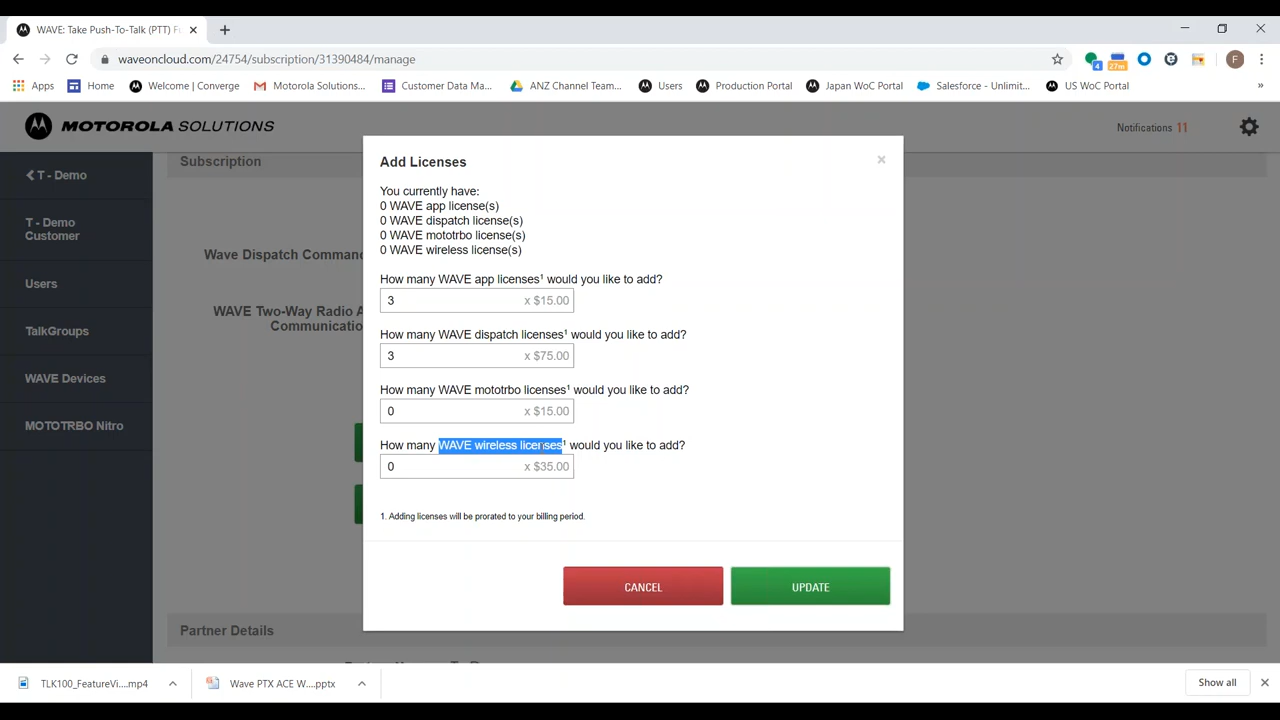 WAVE: Take Push-To-Talk (PTT) F
waveoncloud.com/24754/subscription/31390484/manage
4
27m
F
Apps
Home
Welcome | Converge
Motorola Solutions...
Customer Data Ma...
ANZ Channel Team...
Users
Production Portal
Japan WoC Portal
Salesforce - Unlimit...
US WoC Portal
»
MOTOROLA SOLUTIONS
Notifications 11
T - Demo
T - Demo
Customer
Users
TalkGroups
WAVE Devices
MOTOTRBO Nitro
Subscription
Wave Dispatch Comman
WAVE Two-Way Radio A
Communicatio
Add Licenses
×
You currently have:
0 WAVE app license(s)
0 WAVE dispatch license(s)
0 WAVE mototrbo license(s)
0 WAVE wireless license(s)
How many WAVE app licenses¹ would you like to add?
3 x $15.00
How many WAVE dispatch licenses¹ would you like to add?
3 x $75.00
How many WAVE mototrbo licenses¹ would you like to add?
0 x $15.00
How many WAVE wireless licenses¹ would you like to add?
0 x $35.00
1. Adding licenses will be prorated to your billing period.
CANCEL
UPDATE
Partner Details
TLK100_FeatureVi....mp4
Wave PTX ACE W....pptx
Show all